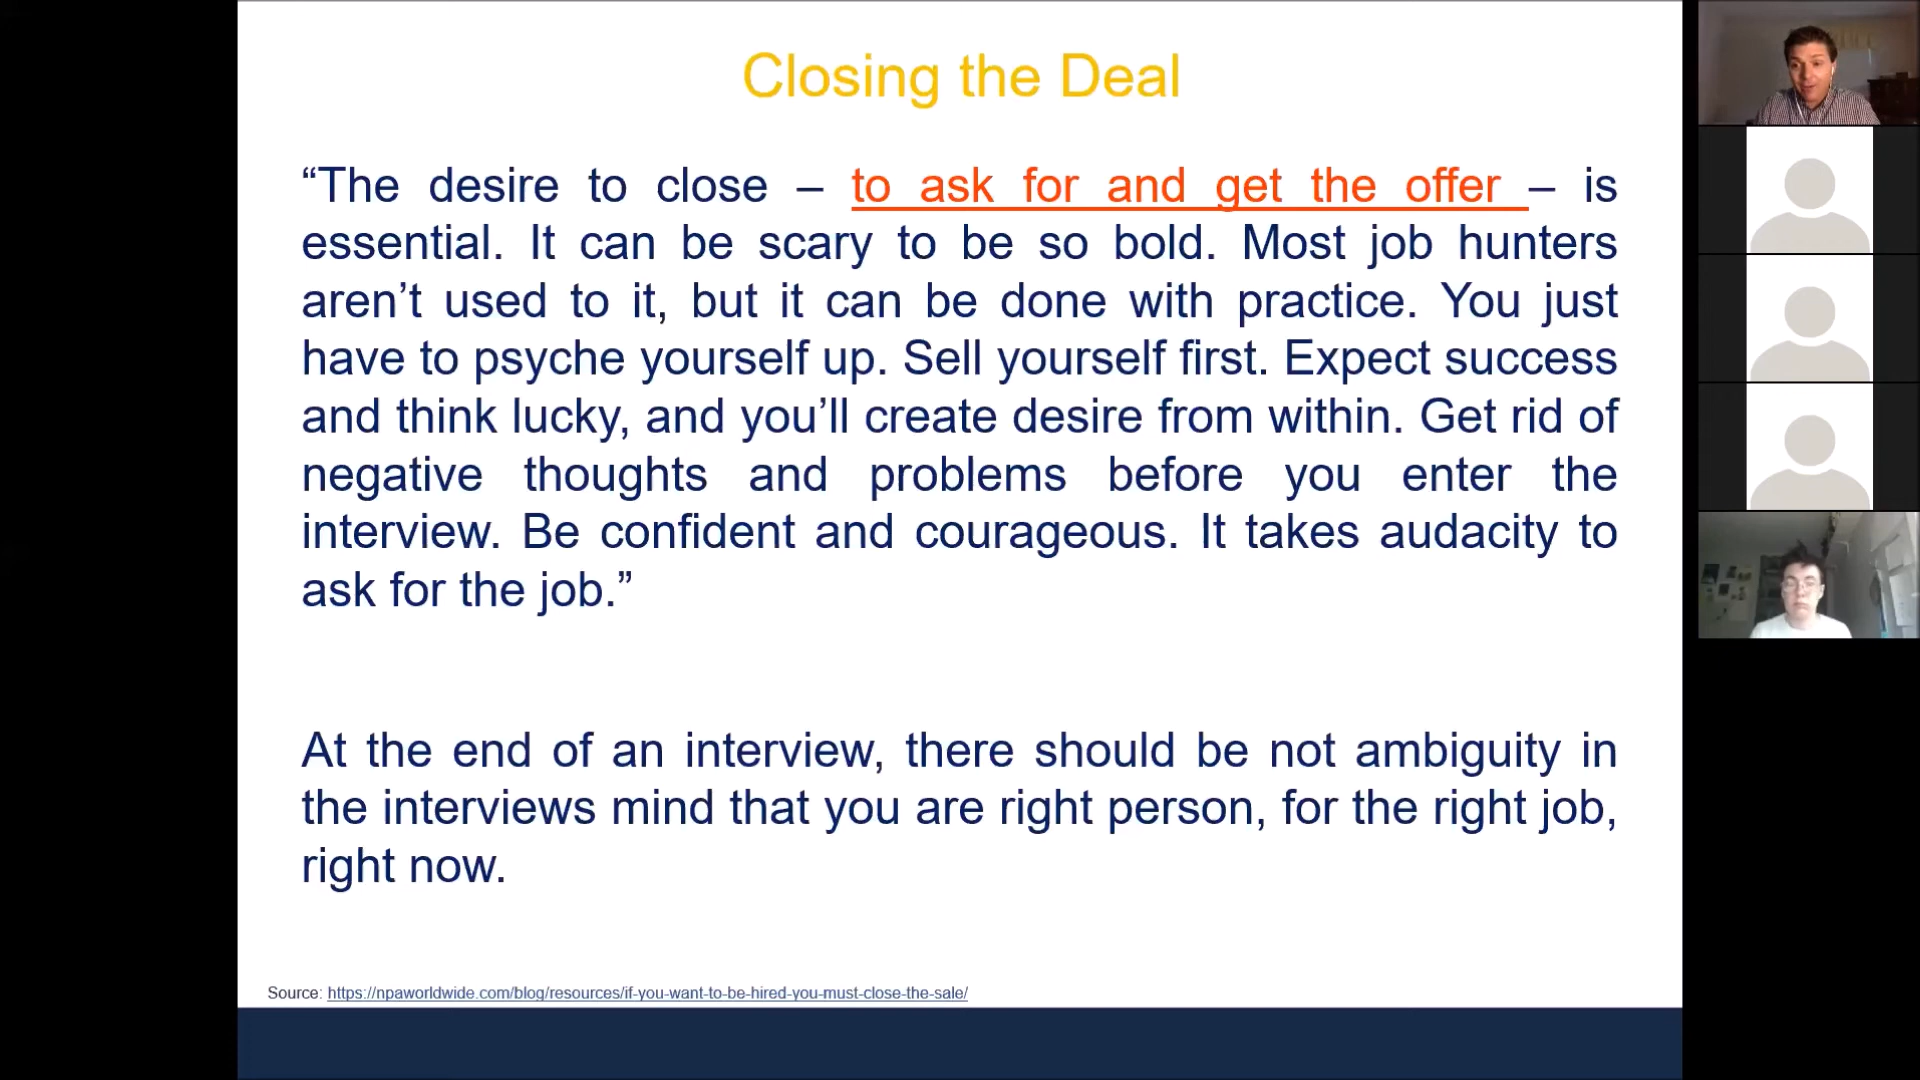 Closing the Deal
“The desire to close – to ask for and get the offer – is
essential. It can be scary to be so bold. Most job hunters
aren’t used to it, but it can be done with practice. You just
have to psyche yourself up. Sell yourself first. Expect success
and think lucky, and you’ll create desire from within. Get rid of
negative thoughts and problems before you enter the
interview. Be confident and courageous. It takes audacity to
ask for the job.”
At the end of an interview, there should be not ambiguity in
the interviews mind that you are right person, for the right job,
right now.
Source: https://npaworldwide.com/blog/resources/if-you-want-to-be-hired-you-must-close-the-sale/